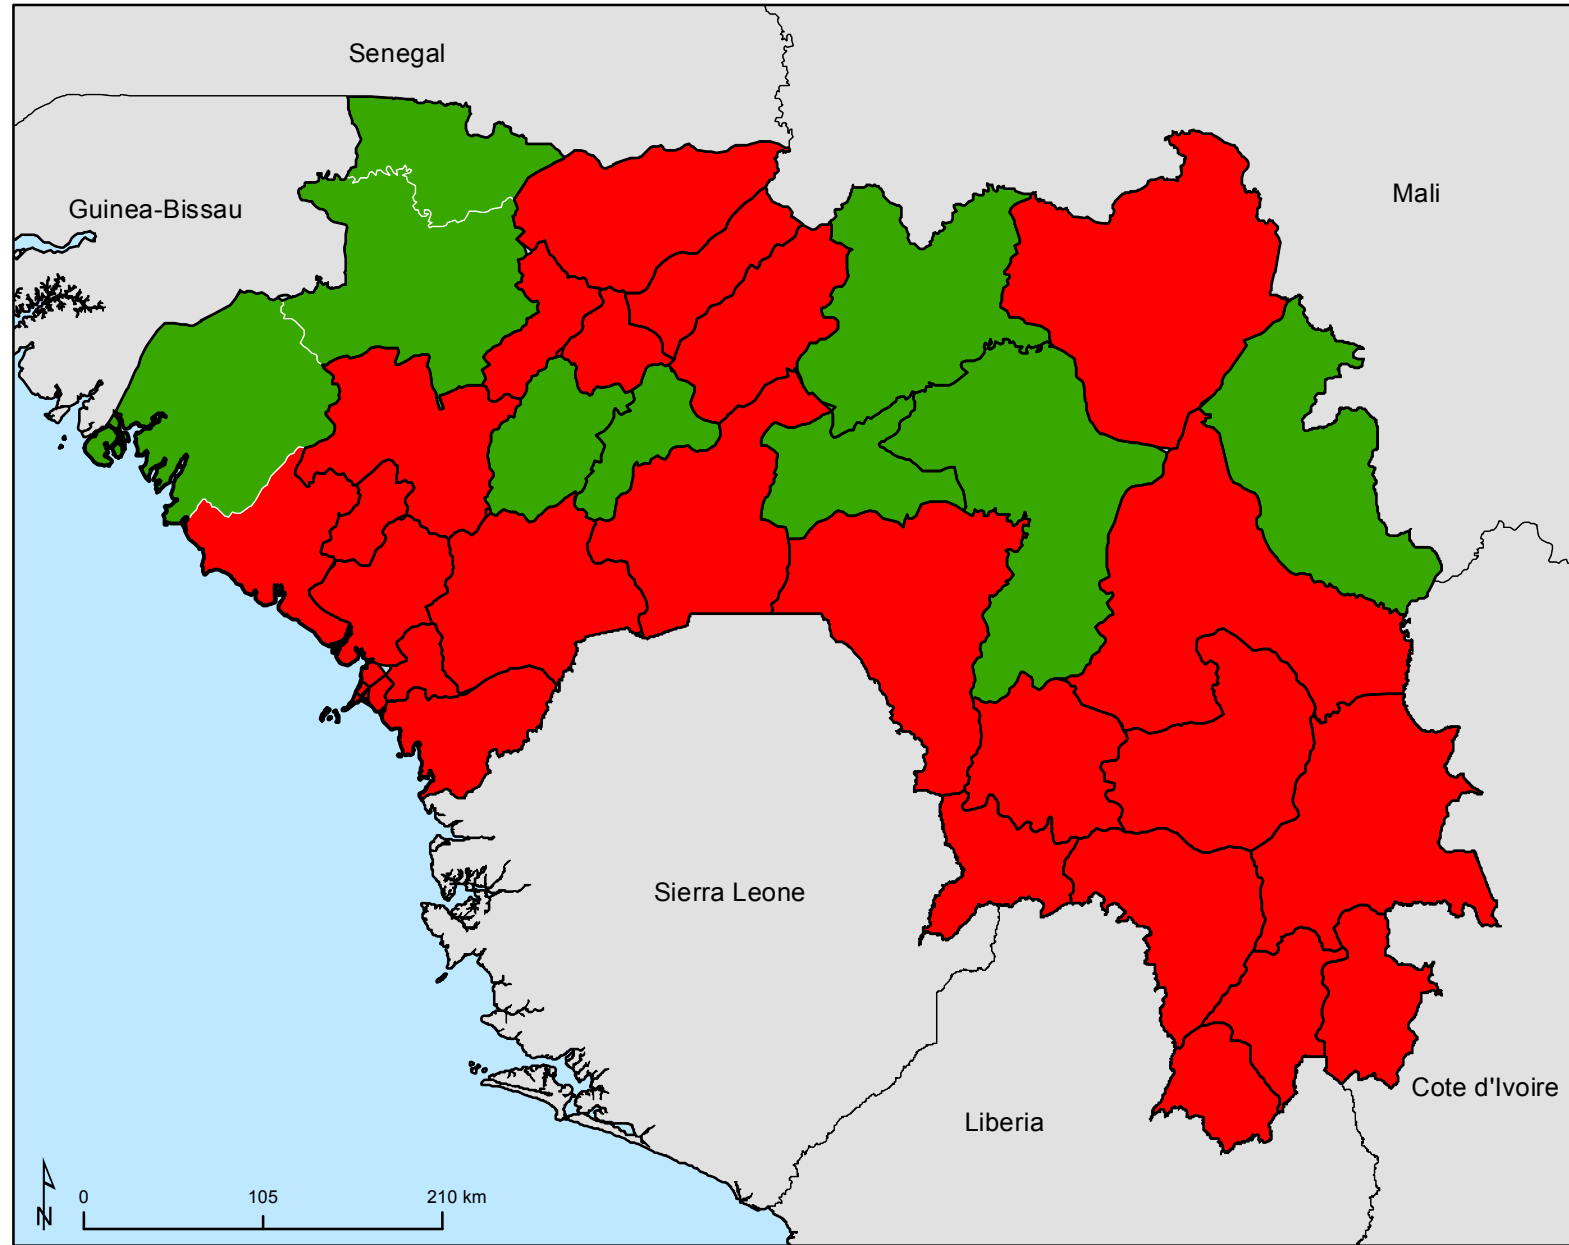 Senegal
Mali
Guinea-Bissau
Sierra Leone
Cote d'Ivoire
Liberia
N
0 105 210 km